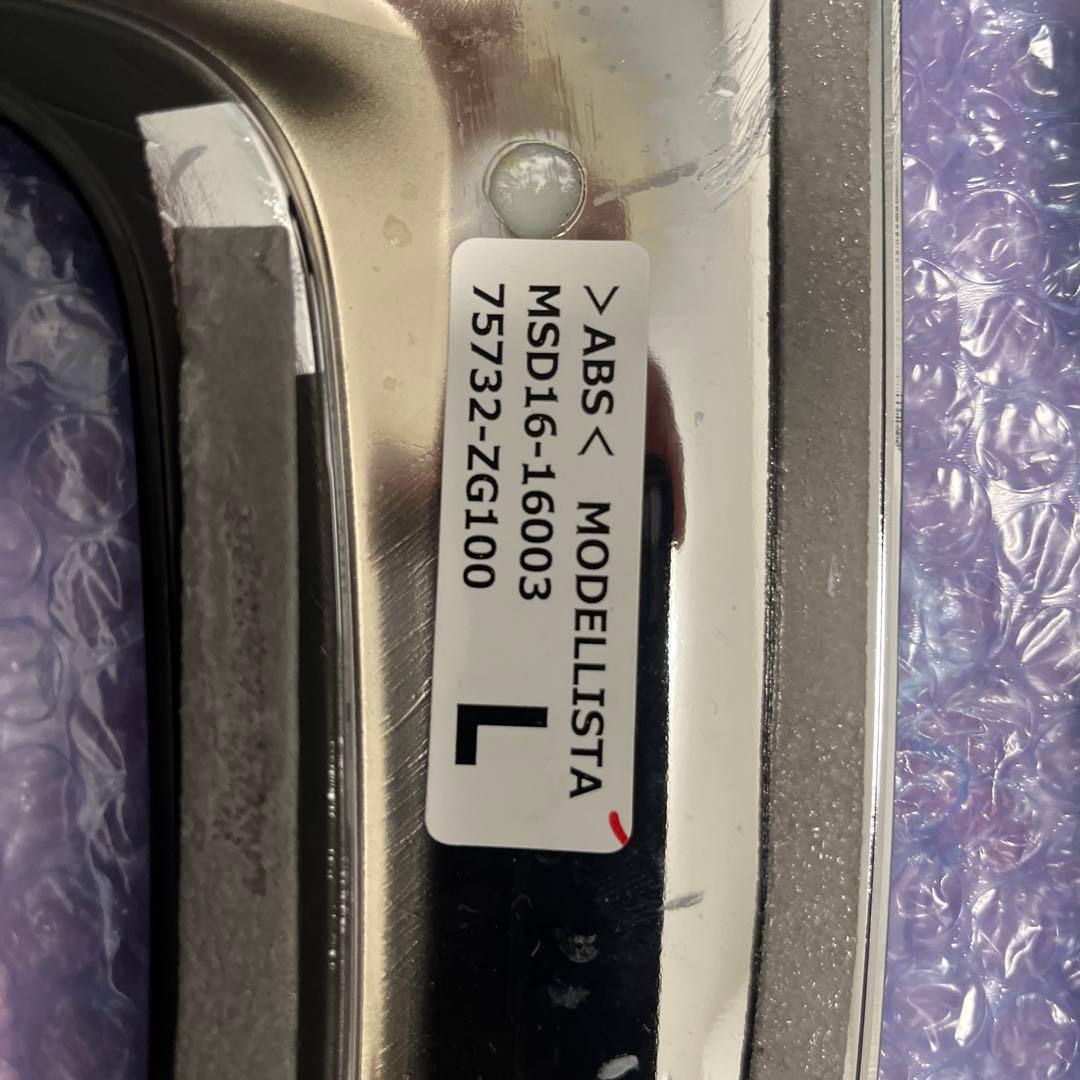 >ABS< MODELLISTA
MSD16-16003
75732-ZG100
L